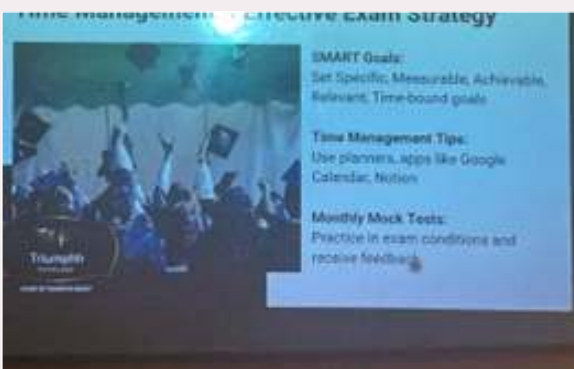 Time Management & Effective Exam Strategy
SMART Goals:
Set Specific, Measurable, Achievable,
Relevant, Time-bound goals
Time Management Tips:
Use planners, apps like Google
Calendar, Notion
Monthly Mock Tests:
Practice in exam conditions and
receive feedback
Triumphh